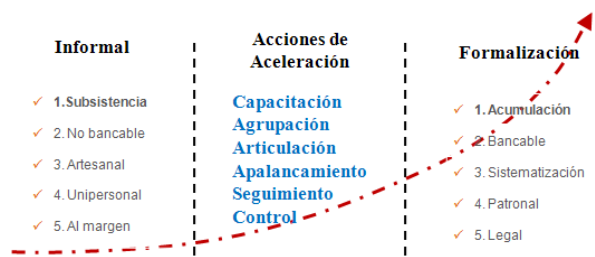 Informal
✓ 1.Subsistencia
✓ 2. No bancable
✓ 3. Artesanal
✓ 4. Unipersonal
✓ 5. Al margen
Acciones de
Aceleración
Capacitación
Agrupación
Articulación
Apalancamiento
Seguimiento
Control
Formalización
✓ 1. Acumulación
✓ 2. Bancable
✓ 3. Sistematización
✓ 4. Patronal
✓ 5. Legal